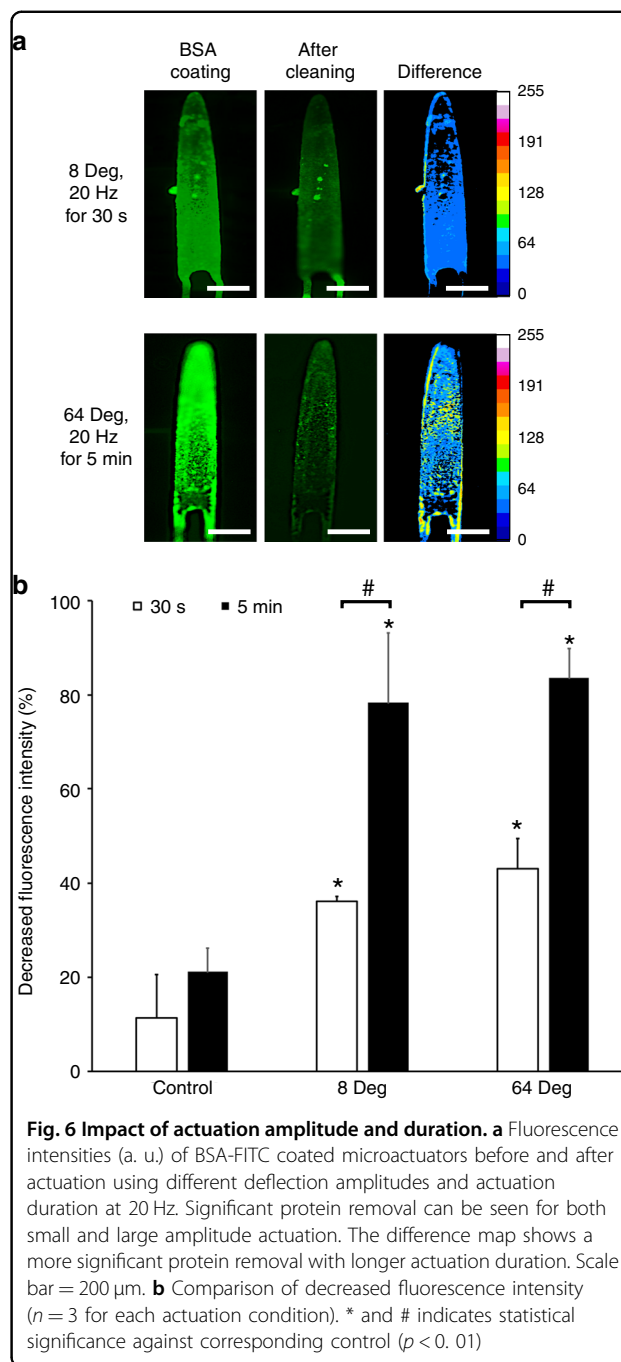 a
BSA coating
After cleaning
Difference
8 Deg,
20 Hz
for 30 s
255
191
128
64
0
64 Deg,
20 Hz
for 5 min
255
191
128
64
0
b
Decreased fluorescence intensity (%)
100
80
60
40
20
0
30 s
5 min
#
#
*
*
*
*
Control
8 Deg
64 Deg
Fig. 6 Impact of actuation amplitude and duration. a Fluorescence
intensities (a. u.) of BSA-FITC coated microactuators before and after
actuation using different deflection amplitudes and actuation
duration at 20 Hz. Significant protein removal can be seen for both
small and large amplitude actuation. The difference map shows a
more significant protein removal with longer actuation duration. Scale
bar = 200 μm. b Comparison of decreased fluorescence intensity
(n = 3 for each actuation condition). * and # indicates statistical
significance against corresponding control (p < 0. 01)